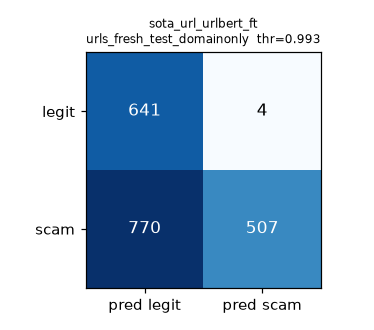 sota_url_urlbert_ft
urls_fresh_test_domainonly  thr=0.993
legit
641
4
scam
770
507
pred legit
pred scam